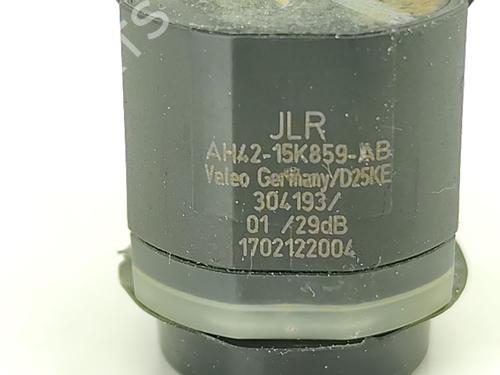 JLR
AH42-15K859-AB
Valeo Germany/D25KE
304193/
01 /29dB
1702122004